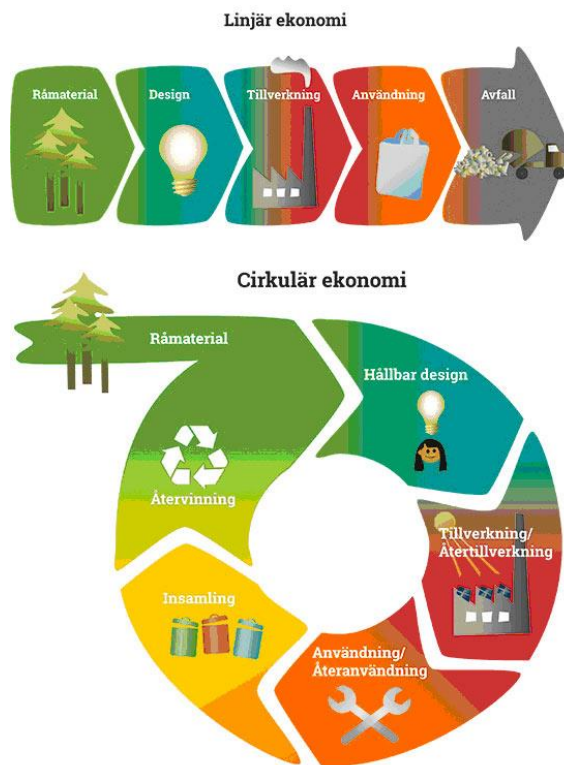 Linjär ekonomi
Råmaterial
Design
Tillverkning
Användning
Avfall
Cirkulär ekonomi
Råmaterial
Hållbar design
Tillverkning/
Återtillverkning
Användning/
Återanvändning
Insamling
Återvinning